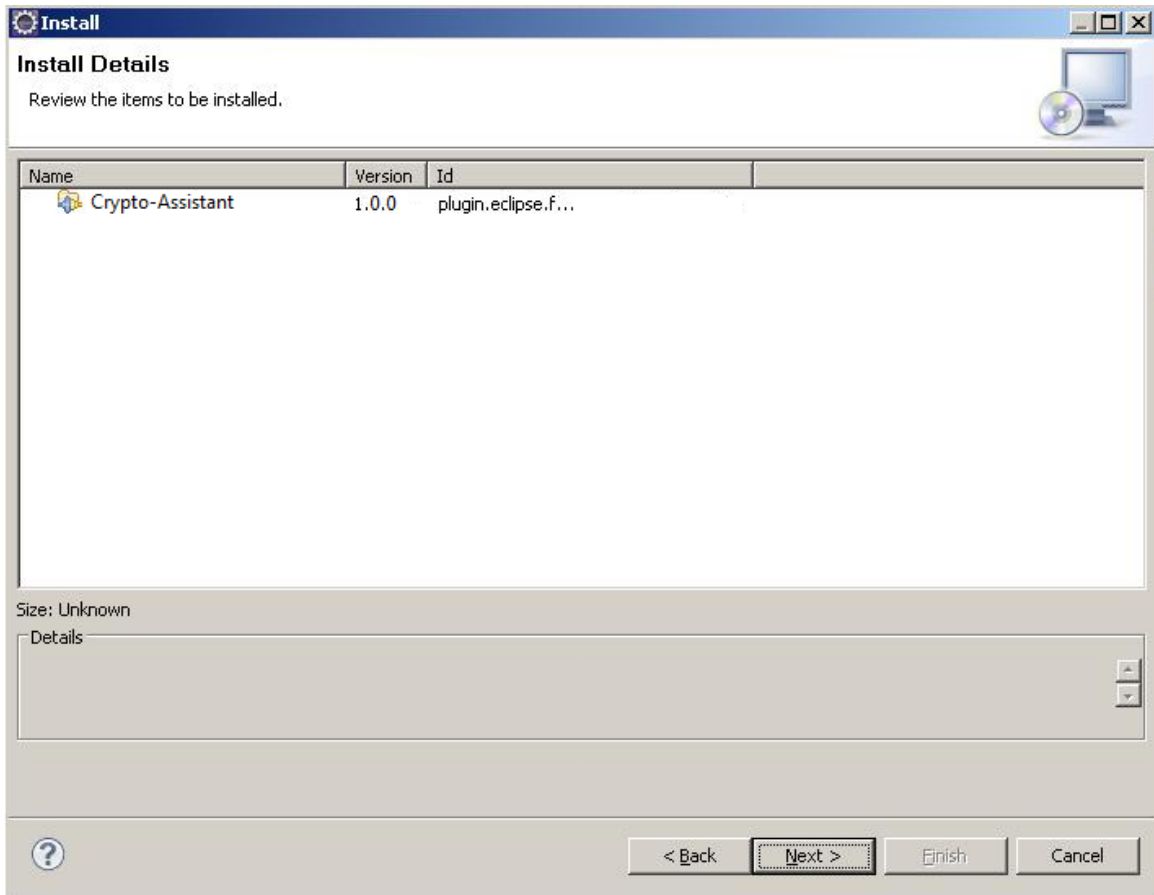 Install
Install Details
Review the items to be installed.
Name Version Id
Crypto-Assistant 1.0.0 plugin.eclipse.f...
Size: Unknown
Details
< Back Next > Finish Cancel